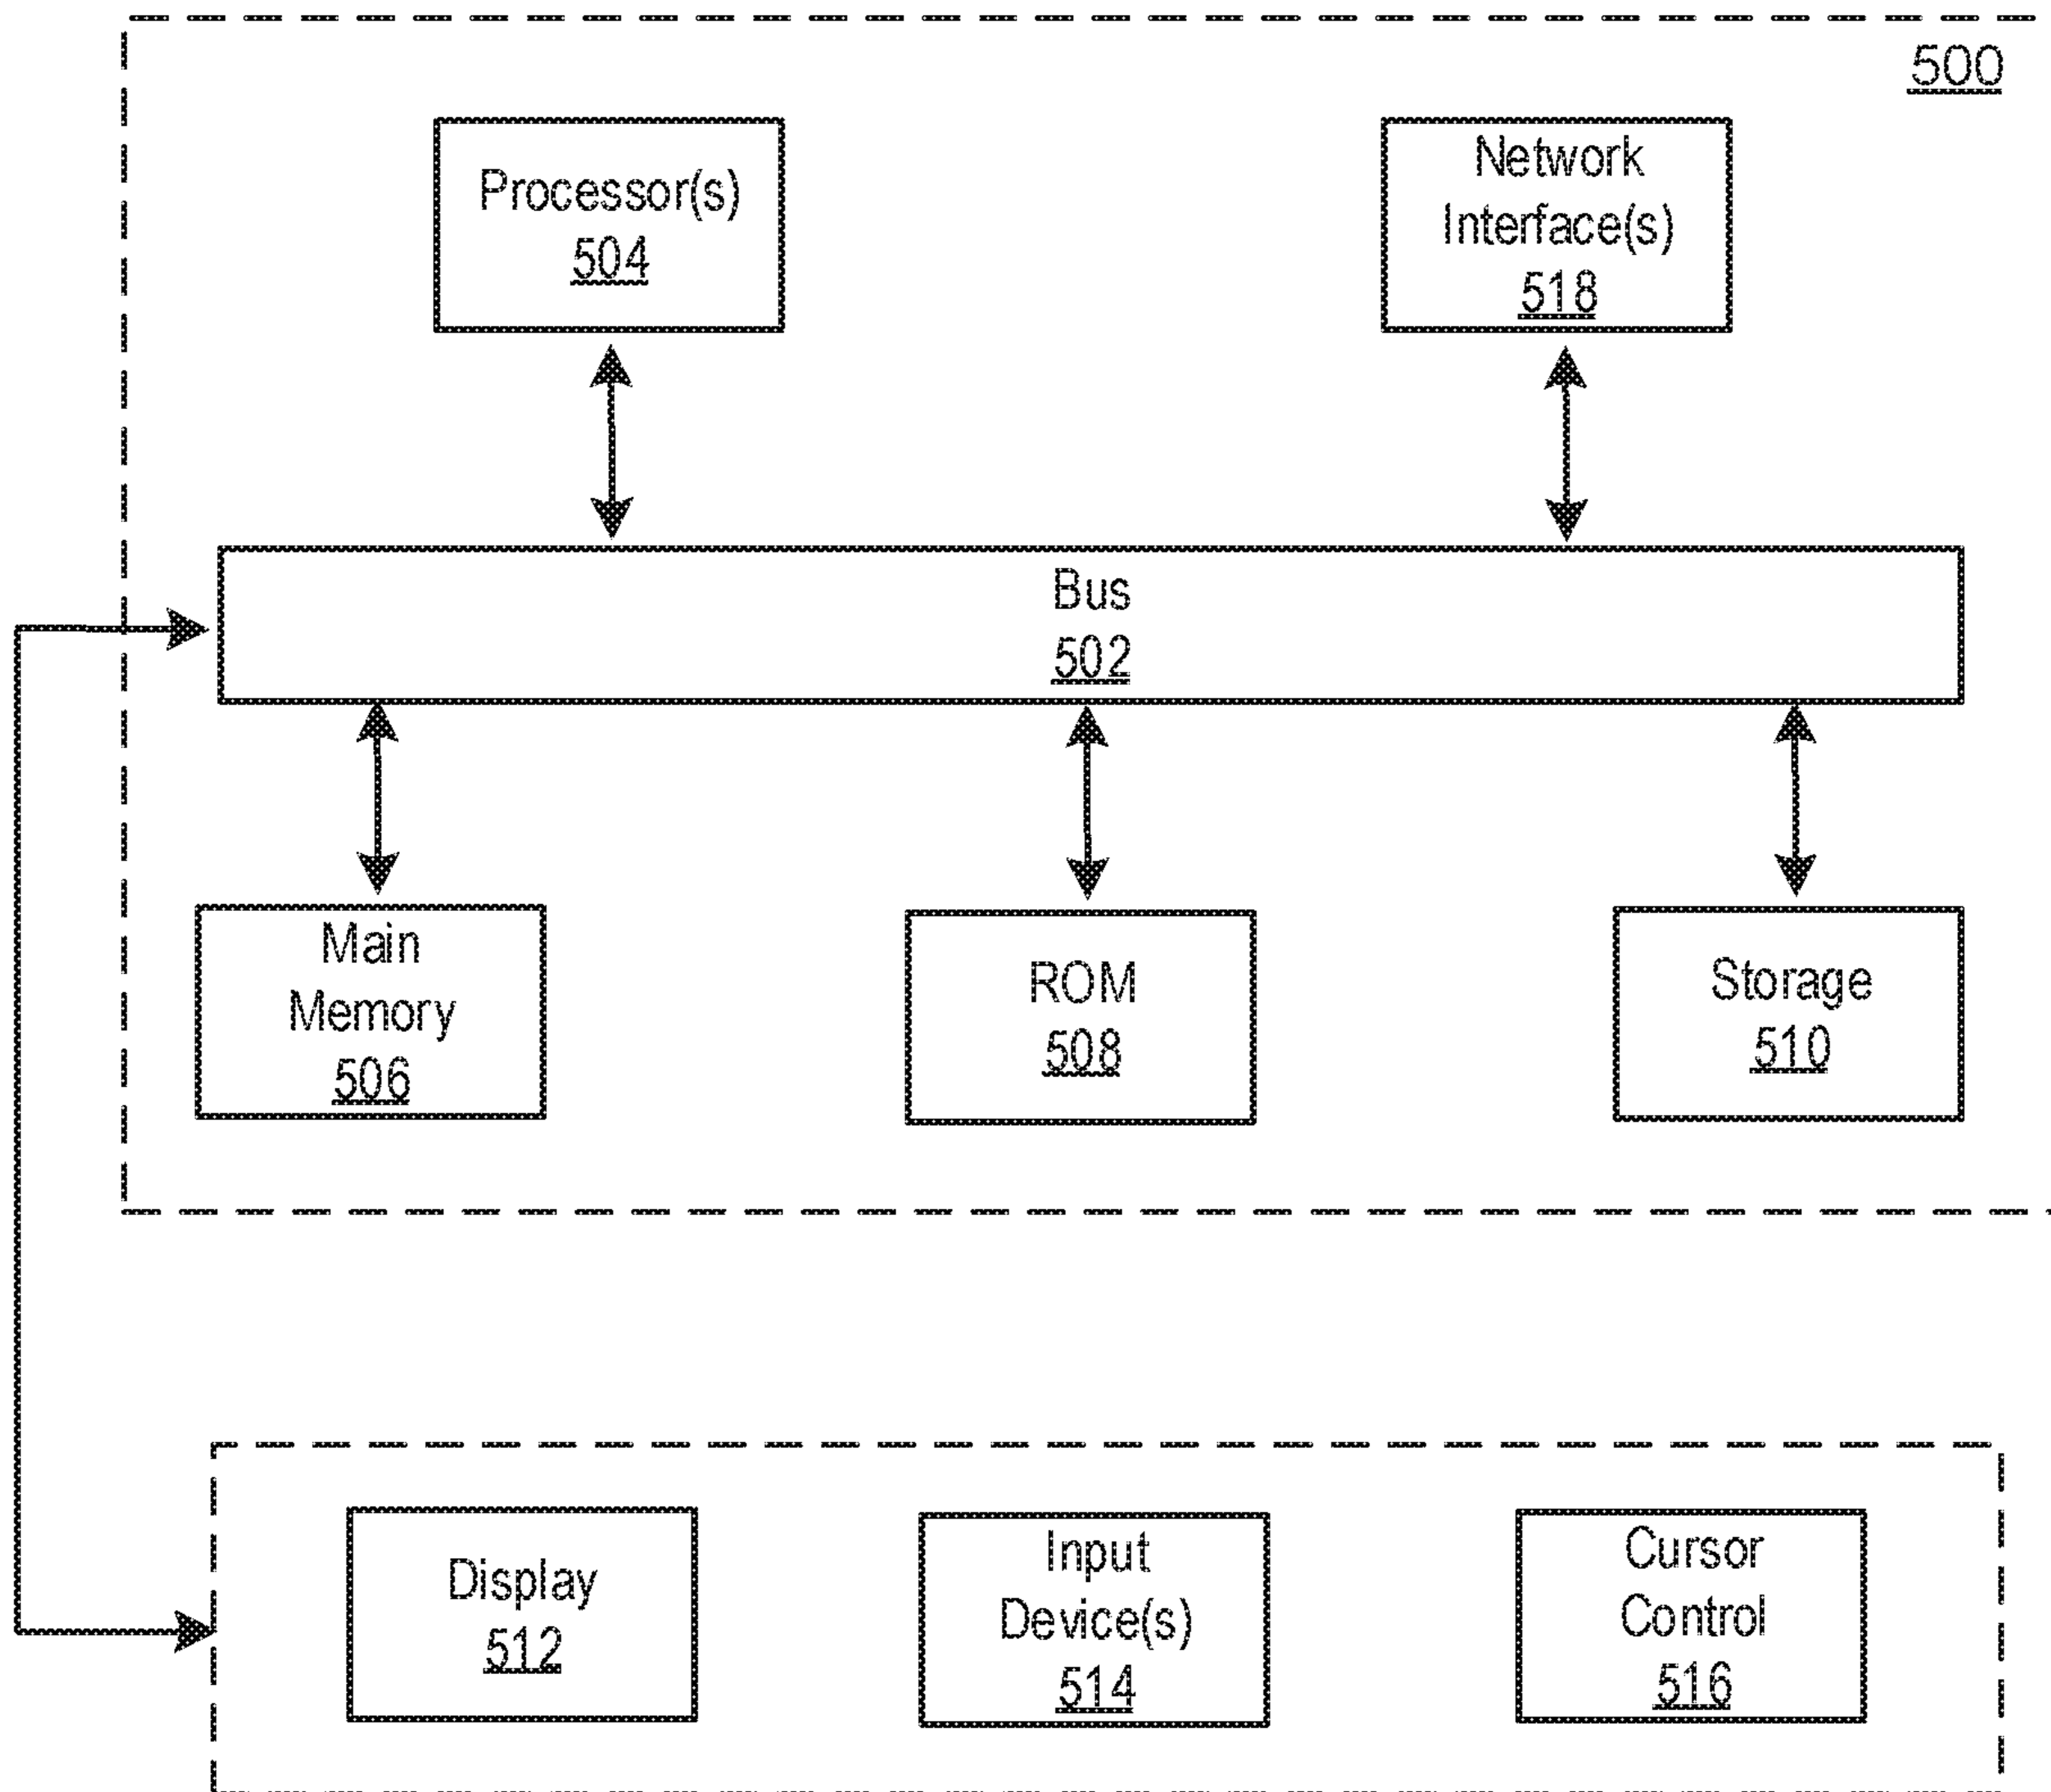 500
Processor(s)
504
Network
Interface(s)
518
Bus
502
Main
Memory
506
ROM
508
Storage
510
Display
512
Input
Device(s)
514
Cursor
Control
516